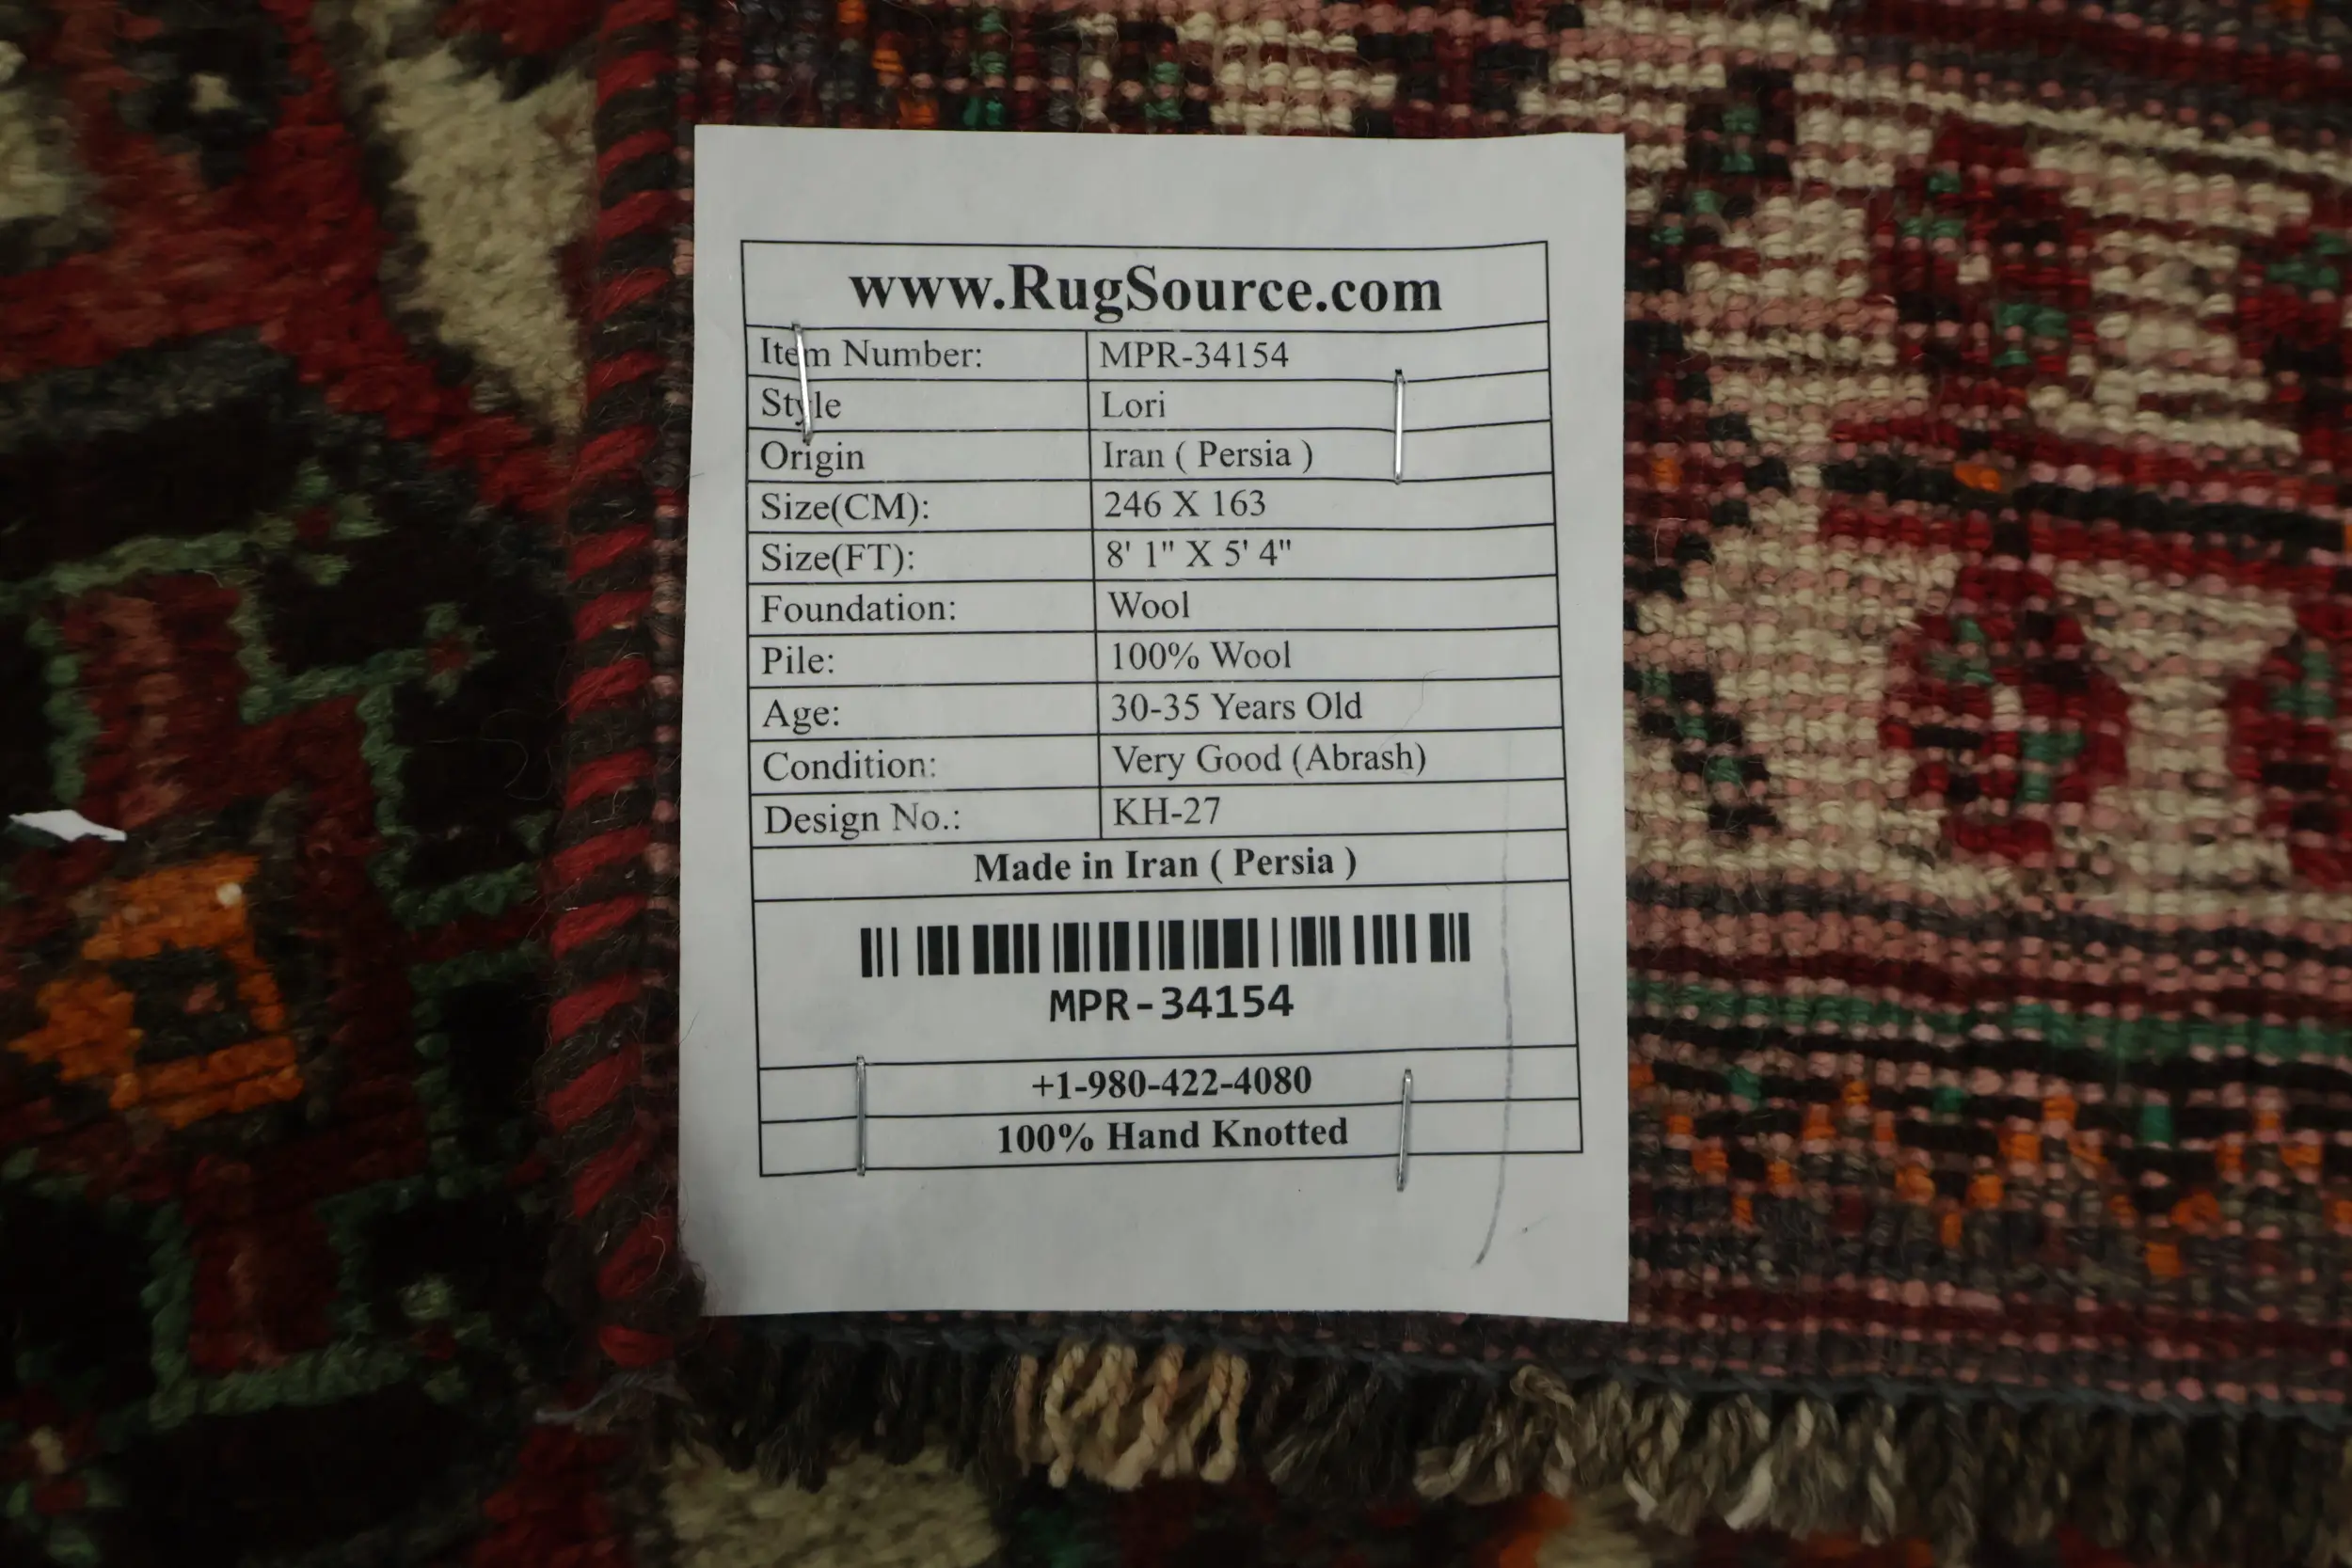 www.RugSource.com
Item Number: MPR-34154
Style Lori
Origin Iran ( Persia )
Size(CM): 246 X 163
Size(FT): 8' 1" X 5' 4"
Foundation: Wool
Pile: 100% Wool
Age: 30-35 Years Old
Condition: Very Good (Abrash)
Design No.: KH-27
Made in Iran ( Persia )
MPR-34154
+1-980-422-4080
100% Hand Knotted